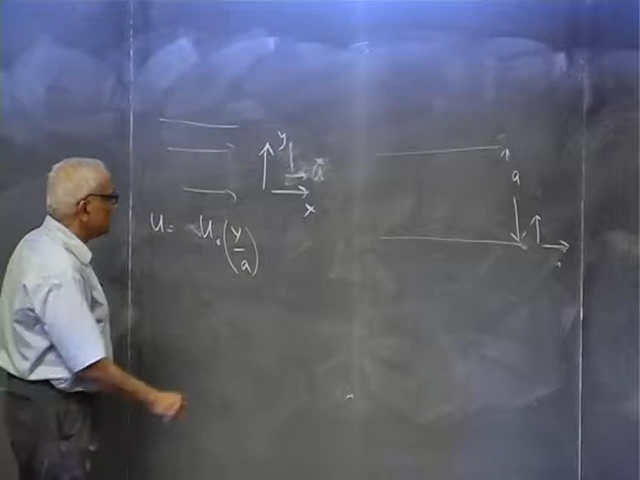 y
x
a
u = U₀ (y/a)